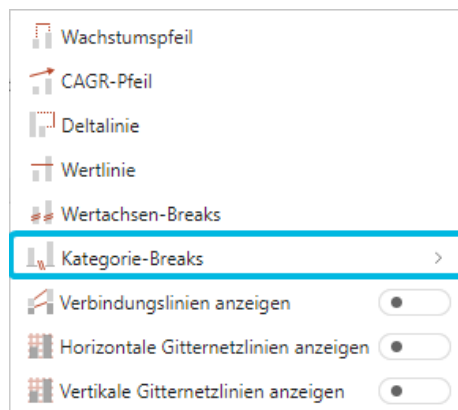 Wachstumspfeil
CAGR-Pfeil
Deltalinie
Wertlinie
Wertachsen-Breaks
Kategorie-Breaks
Verbindungslinien anzeigen
Horizontale Gitternetzlinien anzeigen
Vertikale Gitternetzlinien anzeigen